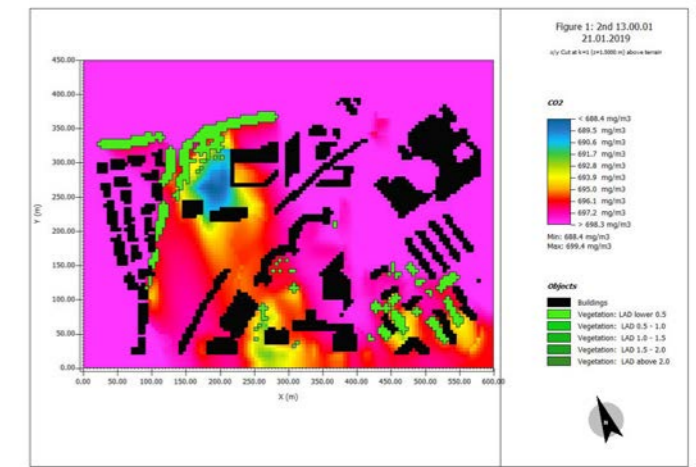 Figure 1: 2nd 13.00.01
21.01.2019
x/y Cut at k=1 (z=1.5000 m) above terrain
CO2
< 688.4 mg/m3
689.5 mg/m3
690.6 mg/m3
691.7 mg/m3
692.8 mg/m3
693.9 mg/m3
695.0 mg/m3
696.1 mg/m3
697.2 mg/m3
> 698.3 mg/m3
Min: 688.4 mg/m3
Max: 699.4 mg/m3
Objects
Buildings
Vegetation: LAD lower 0.5
Vegetation: LAD 0.5 - 1.0
Vegetation: LAD 1.0 - 1.5
Vegetation: LAD 1.5 - 2.0
Vegetation: LAD above 2.0
N
450.00
400.00
350.00
300.00
250.00
200.00
150.00
100.00
50.00
0.00
Y (m)
0.00 50.00 100.00 150.00 200.00 250.00 300.00 350.00 400.00 450.00 500.00 550.00 600.00
X (m)